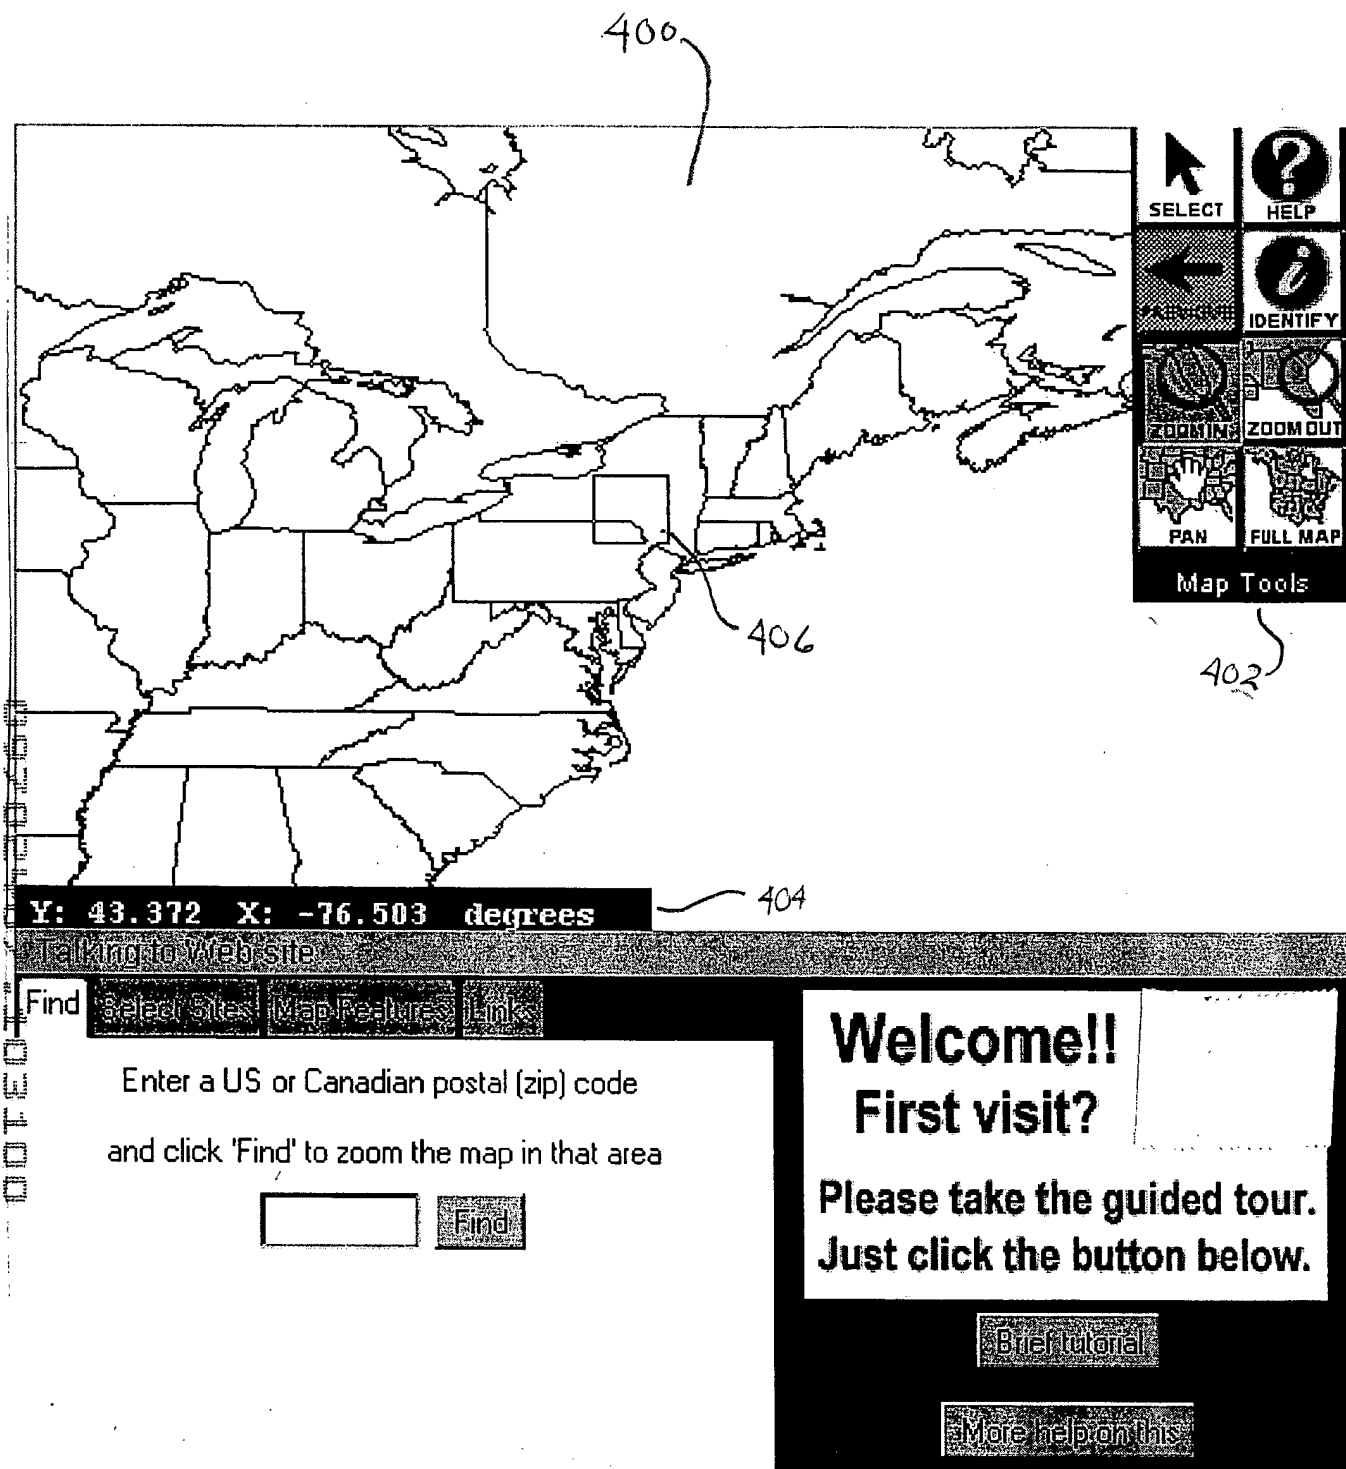 400
SELECT
HELP
PREVIOUS
IDENTIFY
ZOOM IN
ZOOM OUT
PAN
FULL MAP
Map Tools
402
406
404
Y: 43.372 X: -76.503 degrees
Talking to Web site
Find
Select Sites
Map Features
Links
Enter a US or Canadian postal (zip) code
and click 'Find' to zoom the map in that area
Find
Welcome!!
First visit?
Please take the guided tour.
Just click the button below.
Brief tutorial
More help on this